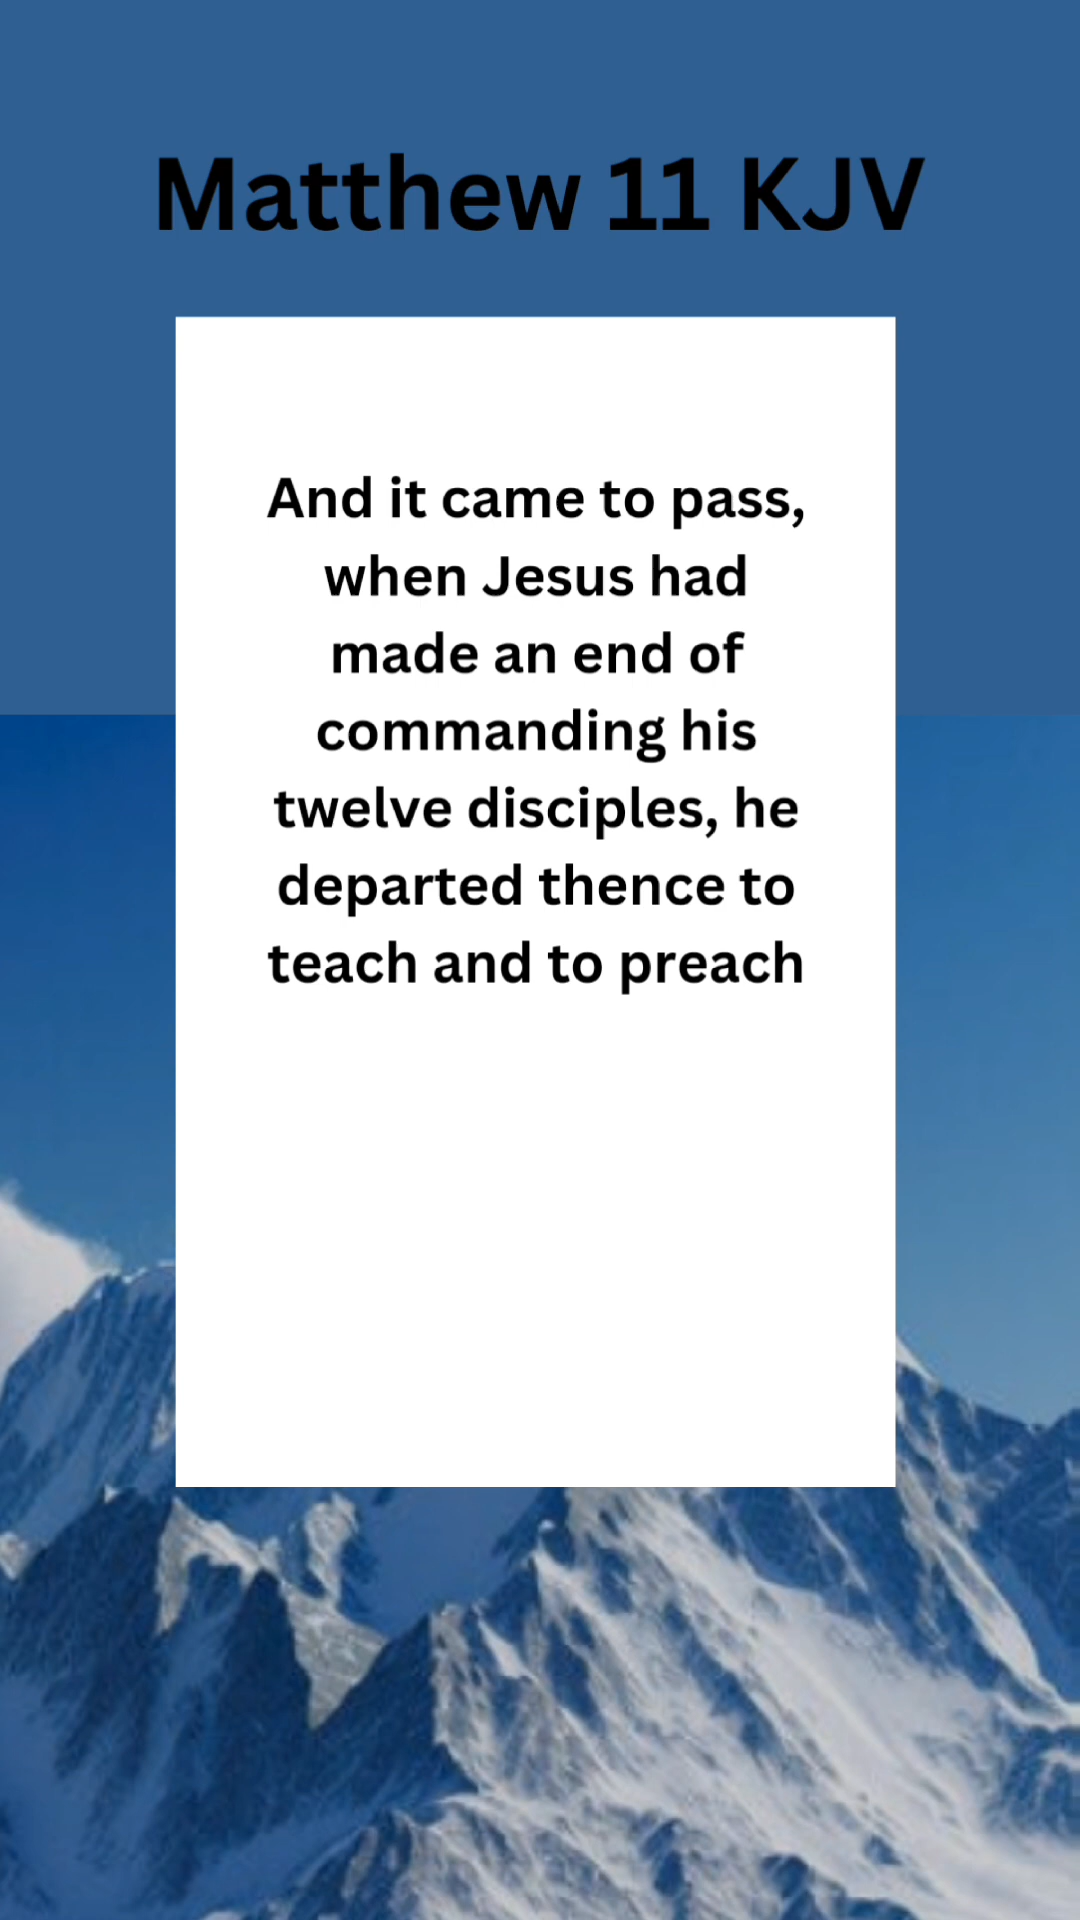 Matthew 11 KJV
And it came to pass,
when Jesus had
made an end of
commanding his
twelve disciples, he
departed thence to
teach and to preach